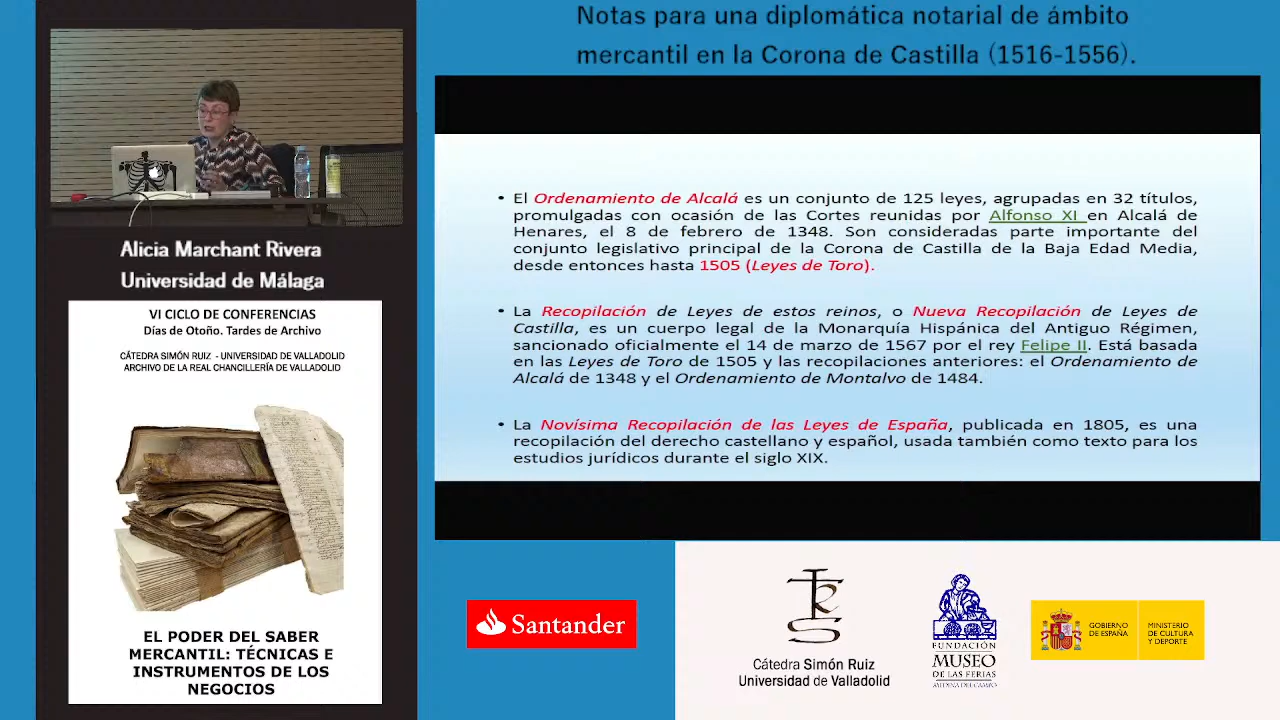 Notas para una diplomática notarial de ámbito
mercantil en la Corona de Castilla (1516-1556).
Alicia Marchant Rivera
Universidad de Málaga
VI CICLO DE CONFERENCIAS
Días de Otoño. Tardes de Archivo
CÁTEDRA SIMÓN RUIZ - UNIVERSIDAD DE VALLADOLID
ARCHIVO DE LA REAL CHANCILLERÍA DE VALLADOLID
EL PODER DEL SABER
MERCANTIL: TÉCNICAS E
INSTRUMENTOS DE LOS
NEGOCIOS
• El Ordenamiento de Alcalá es un conjunto de 125 leyes, agrupadas en 32 títulos,
promulgadas con ocasión de las Cortes reunidas por Alfonso XI en Alcalá de
Henares, el 8 de febrero de 1348. Son consideradas parte importante del
conjunto legislativo principal de la Corona de Castilla de la Baja Edad Media,
desde entonces hasta 1505 (Leyes de Toro).
• La Recopilación de Leyes de estos reinos, o Nueva Recopilación de Leyes de
Castilla, es un cuerpo legal de la Monarquía Hispánica del Antiguo Régimen,
sancionado oficialmente el 14 de marzo de 1567 por el rey Felipe II. Está basada
en las Leyes de Toro de 1505 y las recopilaciones anteriores: el Ordenamiento de
Alcalá de 1348 y el Ordenamiento de Montalvo de 1484.
• La Novísima Recopilación de las Leyes de España, publicada en 1805, es una
recopilación del derecho castellano y español, usada también como texto para los
estudios jurídicos durante el siglo XIX.
Santander
Cátedra Simón Ruiz
Universidad de Valladolid
FUNDACIÓN
MUSEO
DE LAS FERIAS
MEDINA DEL CAMPO
GOBIERNO
DE ESPAÑA
MINISTERIO
DE CULTURA
Y DEPORTE